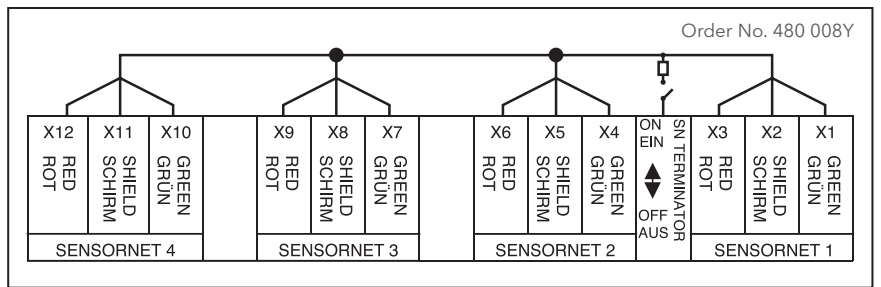 Order No. 480 008Y
X12 X11 X10 X9 X8 X7 X6 X5 X4 ON EIN X3 X2 X1
RED ROT
SHIELD SCHIRM
GREEN GRÜN
RED ROT
SHIELD SCHIRM
GREEN GRÜN
RED ROT
SHIELD SCHIRM
GREEN GRÜN
OFF AUS
SN TERMINATOR
RED ROT
SHIELD SCHIRM
GREEN GRÜN
SENSORNET 4 SENSORNET 3 SENSORNET 2 SENSORNET 1